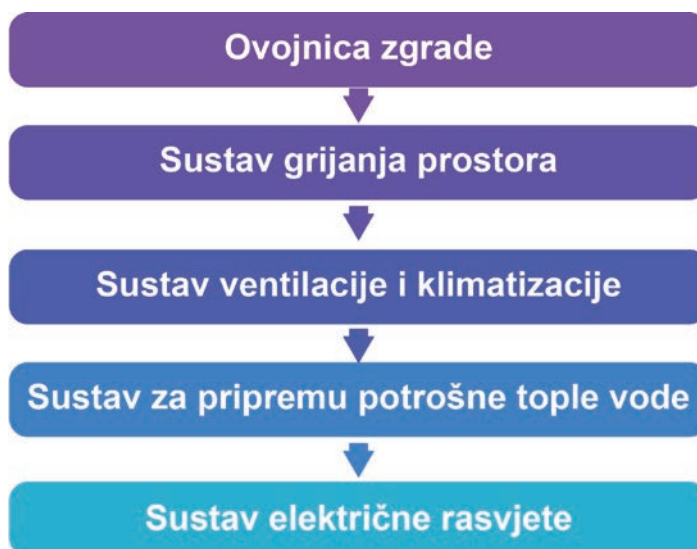 Ovojnica zgrade
Sustav grijanja prostora
Sustav ventilacije i klimatizacije
Sustav za pripremu potrošne tople vode
Sustav električne rasvjete